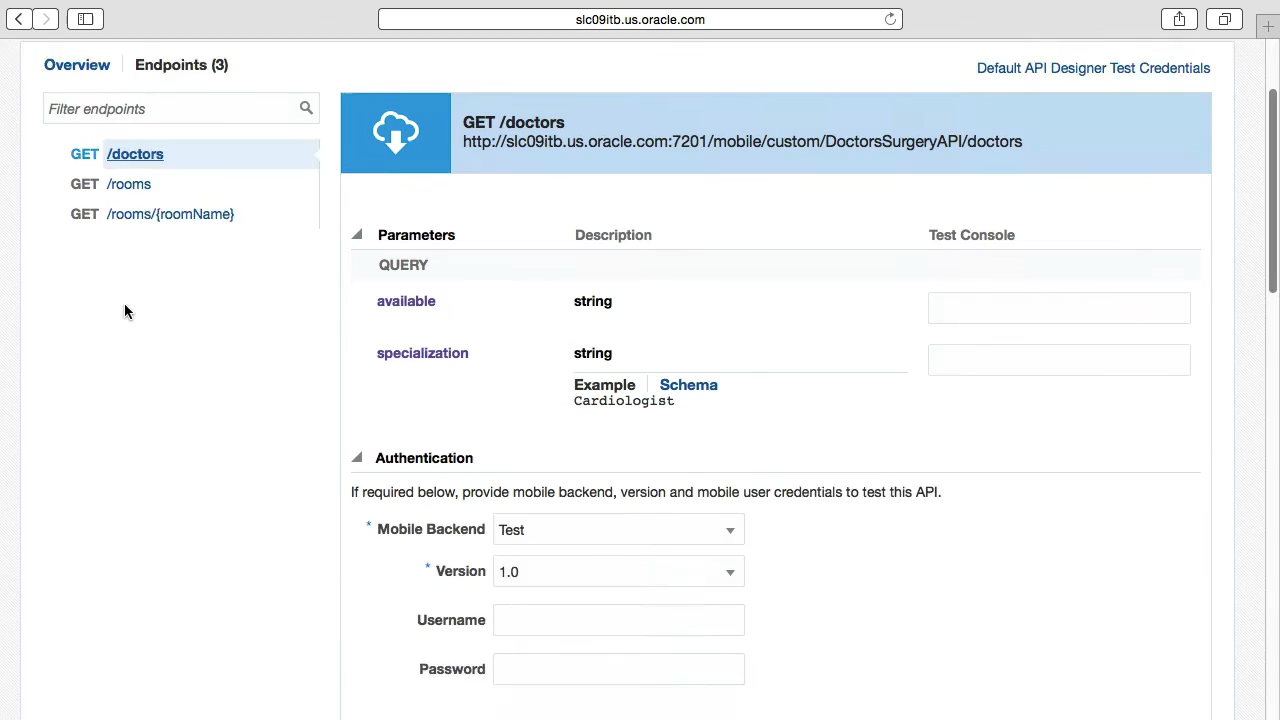 slc09itb.us.oracle.com
Overview
Endpoints (3)
Default API Designer Test Credentials
Filter endpoints
GET /doctors
GET /rooms
GET /rooms/{roomName}
GET /doctors
http://slc09itb.us.oracle.com:7201/mobile/custom/DoctorsSurgeryAPI/doctors
Parameters Description Test Console
QUERY
available string
specialization string
Example Schema
Cardiologist
Authentication
If required below, provide mobile backend, version and mobile user credentials to test this API.
* Mobile Backend Test
* Version 1.0
Username
Password